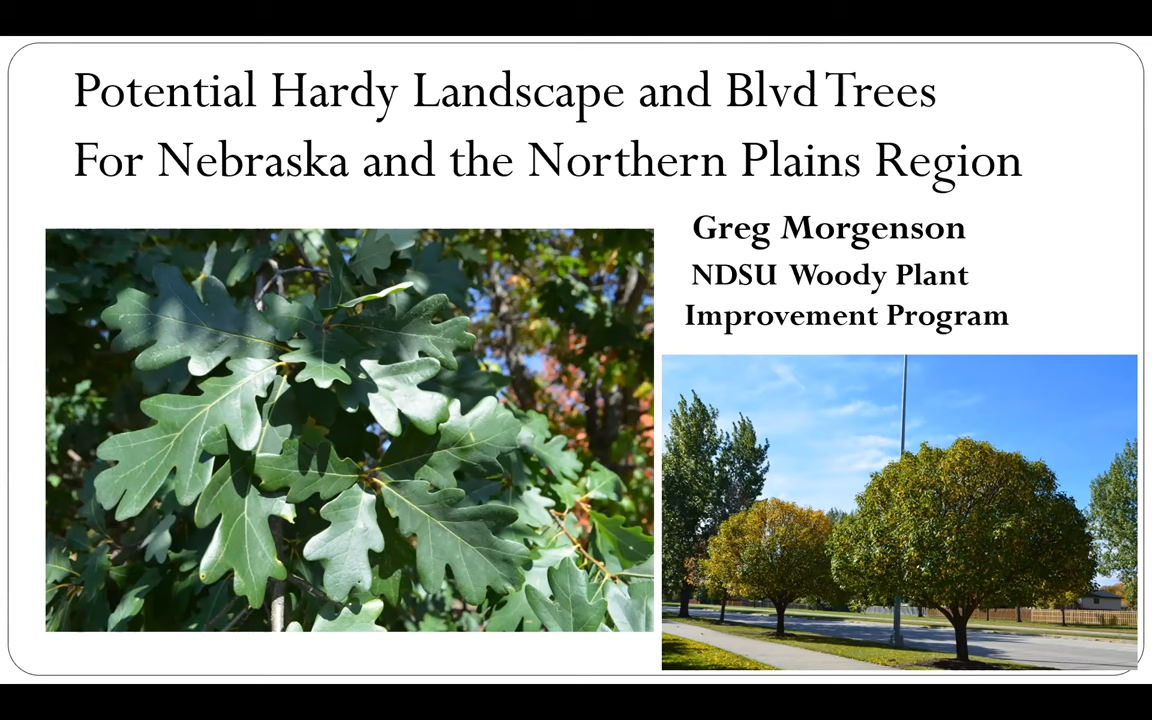 Potential Hardy Landscape and Blvd Trees
For Nebraska and the Northern Plains Region
Greg Morgenson
NDSU Woody Plant
Improvement Program